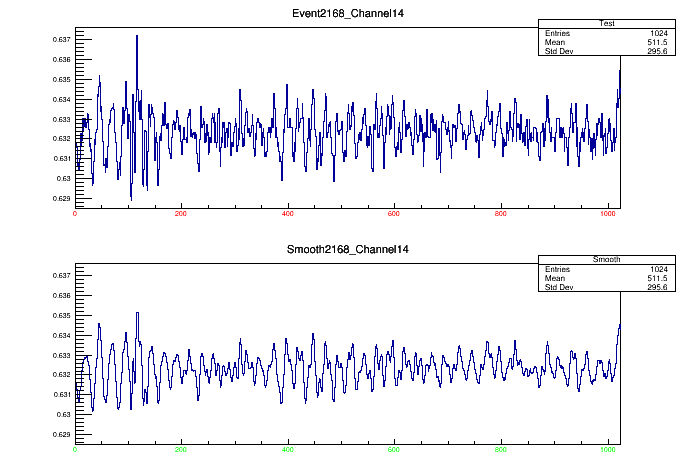 Event2168_Channel14
Test
Entries 1024
Mean 511.5
Std Dev 295.6
0.637
0.636
0.635
0.634
0.633
0.632
0.631
0.63
0.629
0 200 400 600 800 1000
Smooth2168_Channel14
Smooth
Entries 1024
Mean 511.5
Std Dev 295.6
0.637
0.636
0.635
0.634
0.633
0.632
0.631
0.63
0.629
0 200 400 600 800 1000